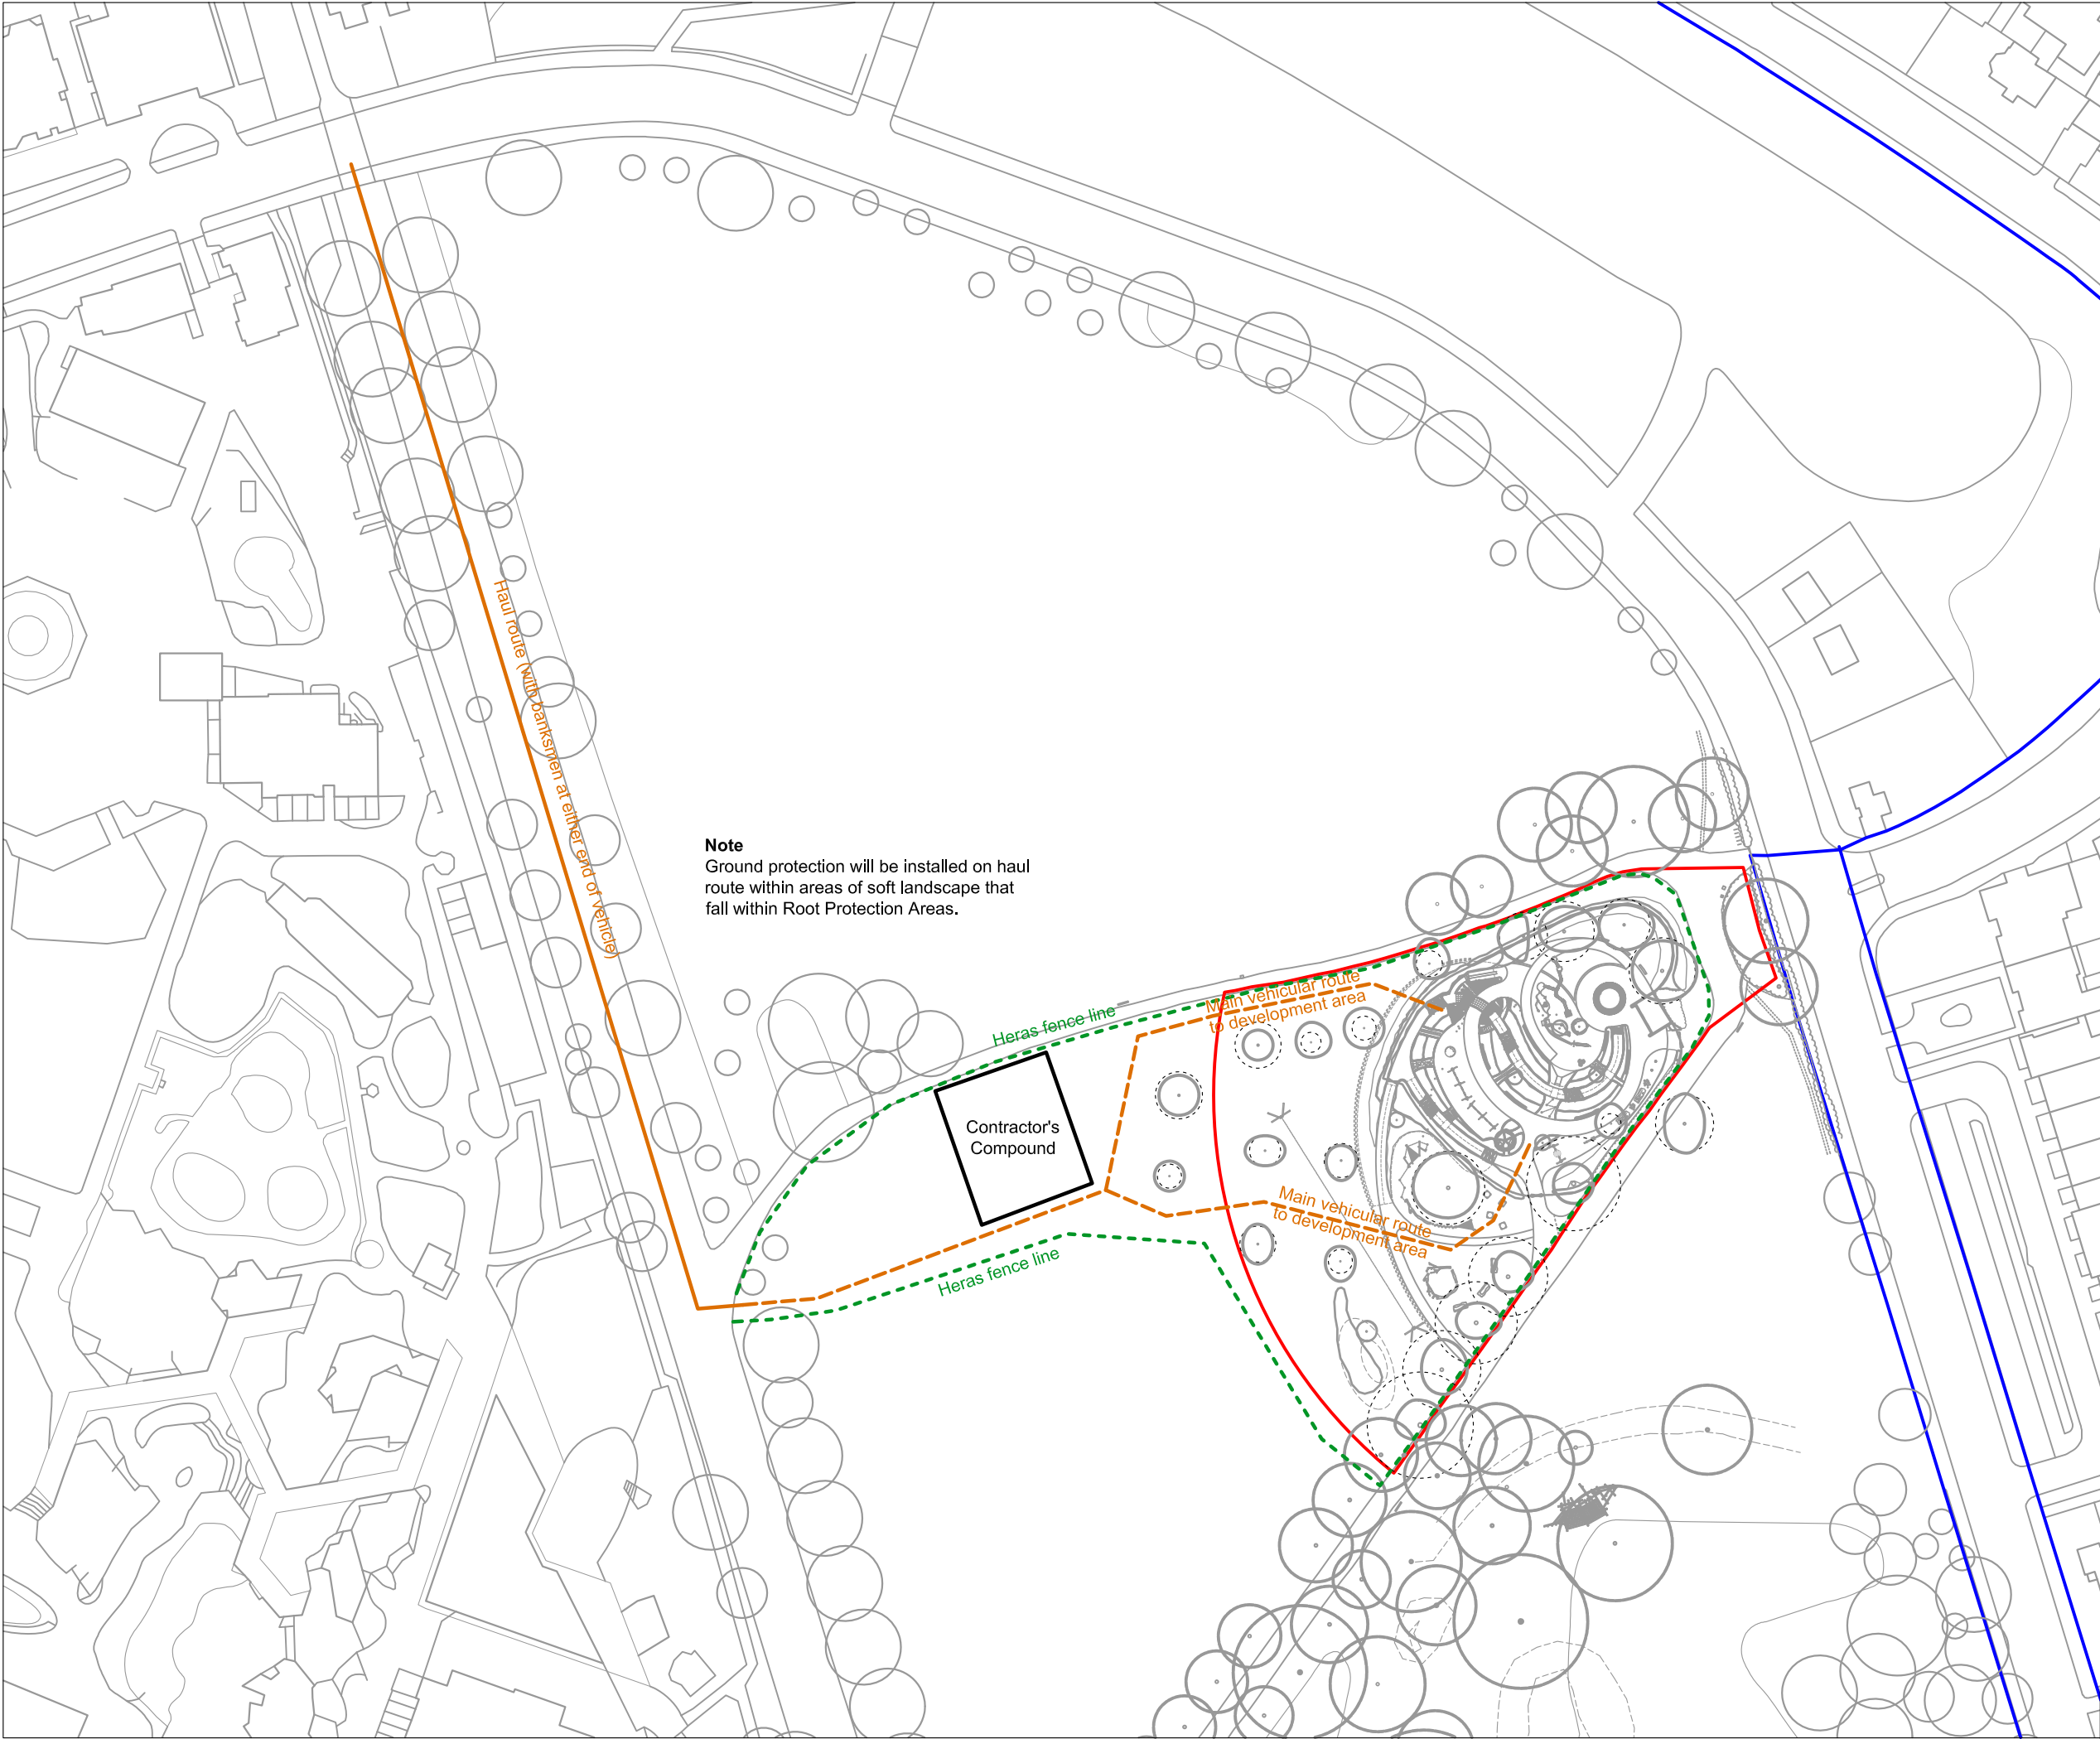 Haul route (with banksmen at either end of vehicle)
Note
Ground protection will be installed on haul
route within areas of soft landscape that
fall within Root Protection Areas.
Heras fence line
Main vehicular route
to development area
Contractor's
Compound
Main vehicular route
to development area
Heras fence line